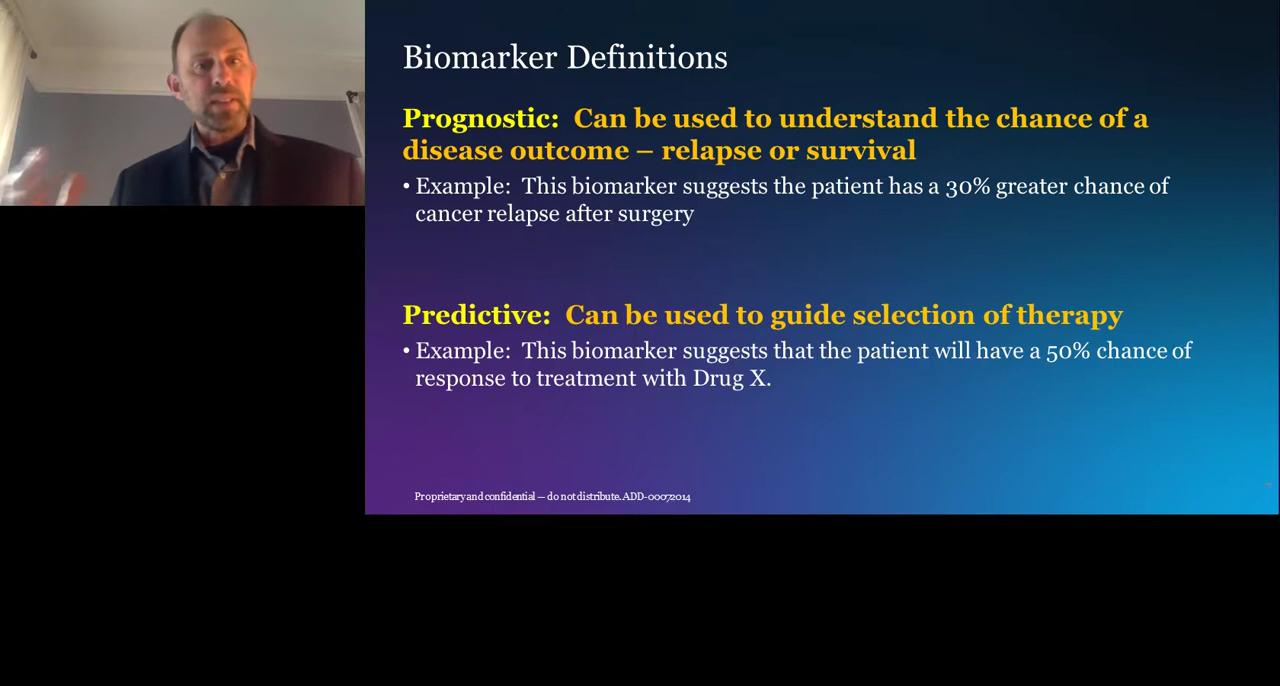 Biomarker Definitions
Prognostic: Can be used to understand the chance of a
disease outcome – relapse or survival
• Example: This biomarker suggests the patient has a 30% greater chance of
cancer relapse after surgery
Predictive: Can be used to guide selection of therapy
• Example: This biomarker suggests that the patient will have a 50% chance of
response to treatment with Drug X.
Proprietary and confidential — do not distribute. ADD-00072014